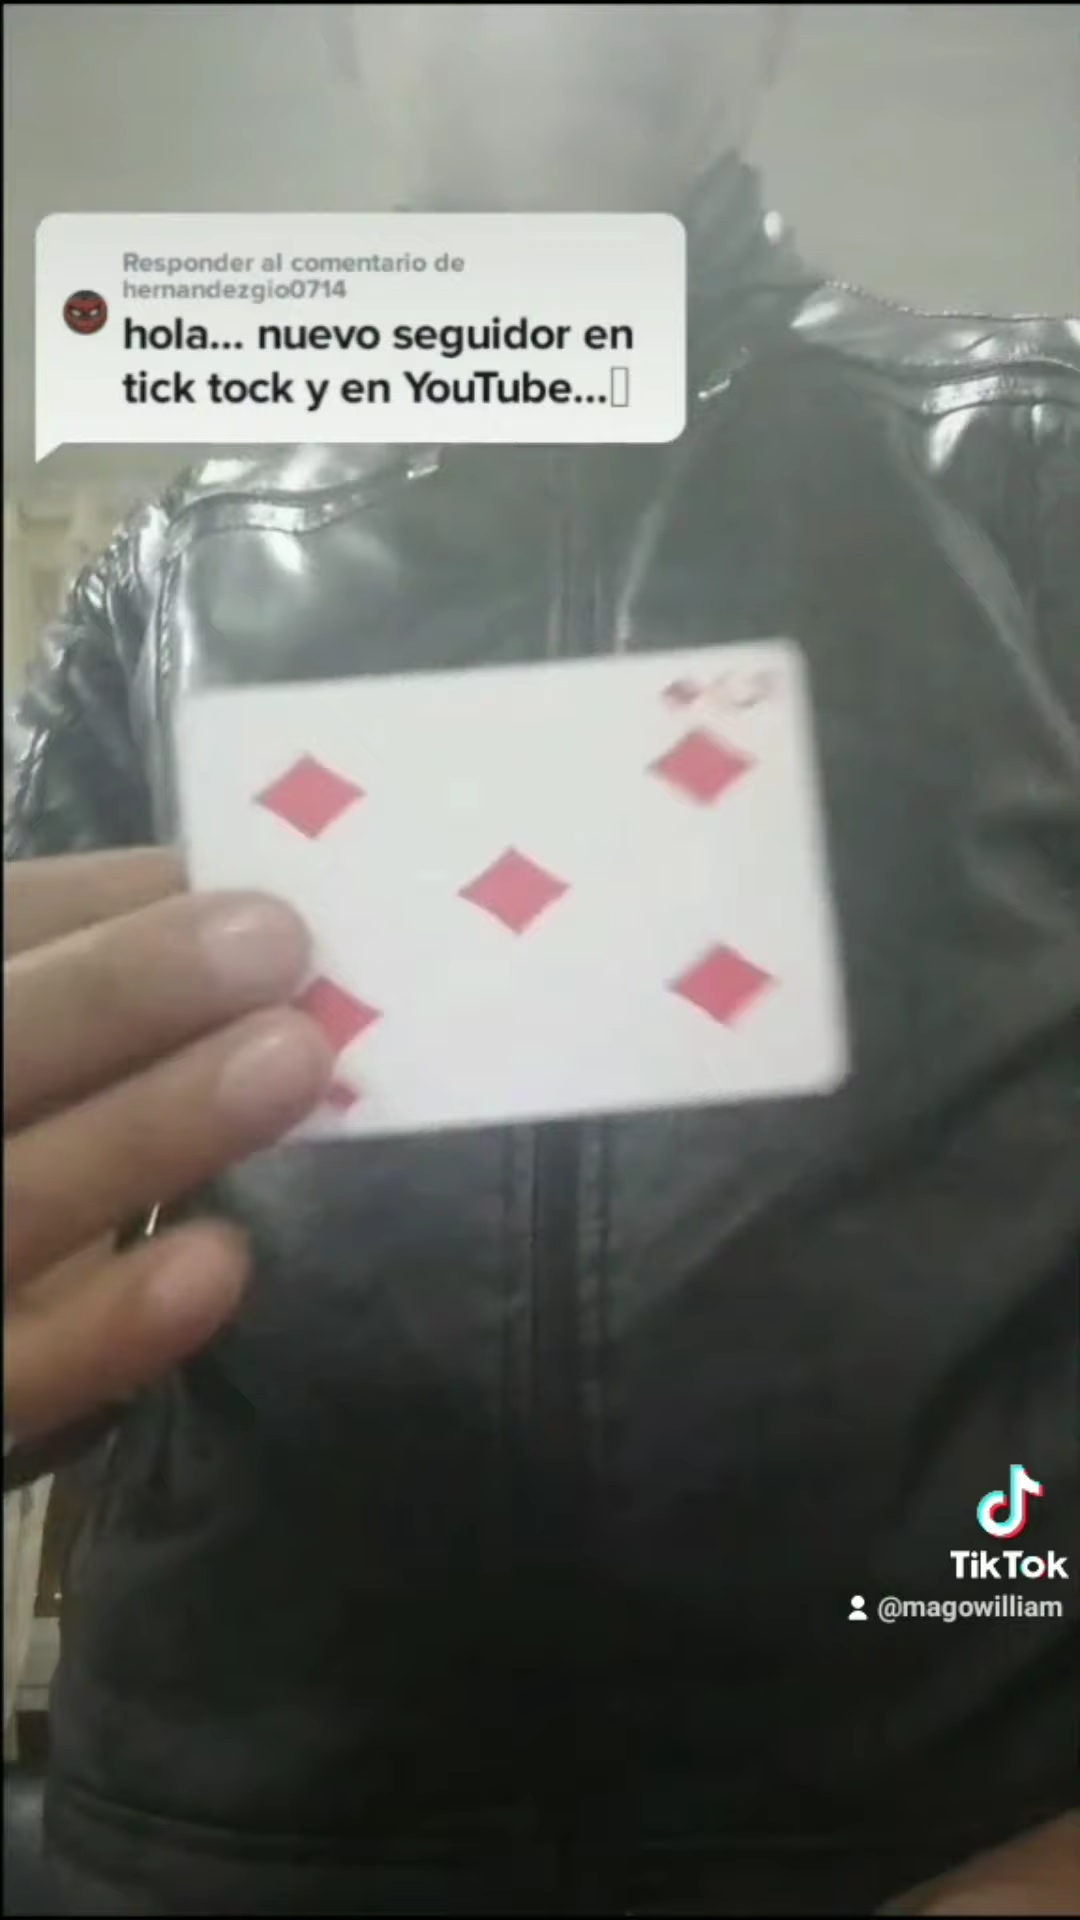 Responder al comentario de
hernandezgio0714
hola... nuevo seguidor en
tick tock y en YouTube...
TikTok
@magowilliam